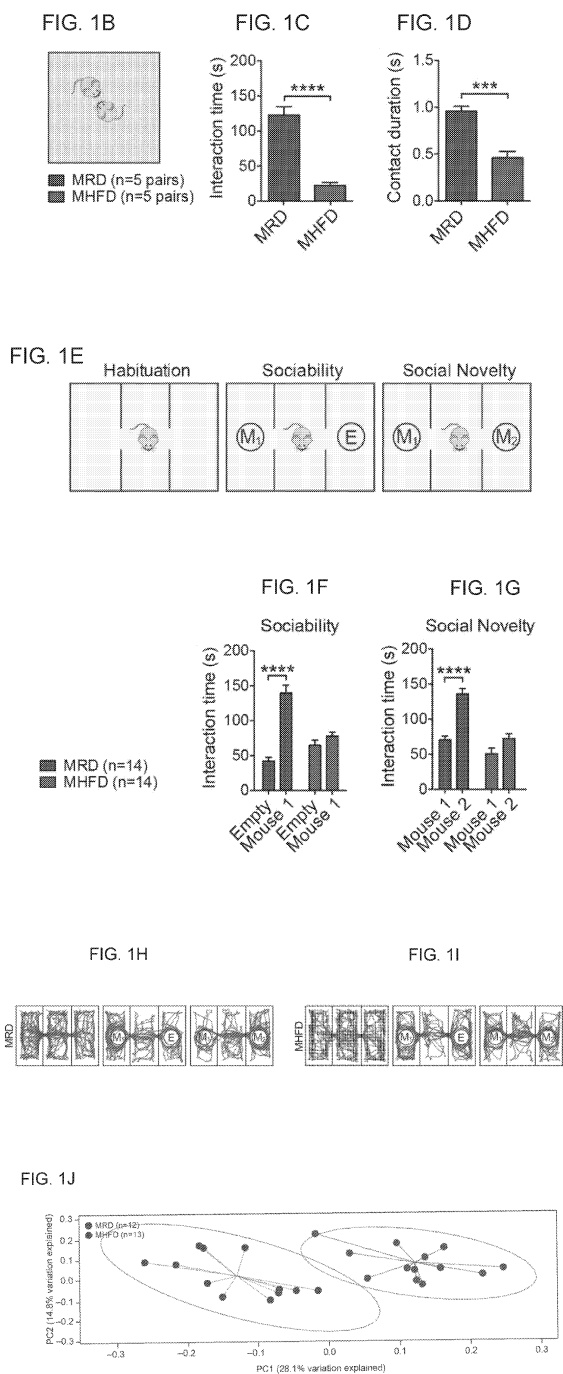 FIG. 1B
FIG. 1C
FIG. 1D
MRD (n=5 pairs)
MHFD (n=5 pairs)
Interaction time (s)
200
150
100
50
0
****
MRD
MHFD
Contact duration (s)
1.5
1.0
0.5
0.0
***
MRD
MHFD
FIG. 1E
Habituation
Sociability
Social Novelty
M1
E
M1
M2
FIG. 1F
FIG. 1G
Sociability
Social Novelty
MRD (n=14)
MHFD (n=14)
Interaction time (s)
200
150
100
50
0
****
Empty
Mouse 1
Empty
Mouse 1
Interaction time (s)
200
150
100
50
0
****
Mouse 1
Mouse 2
Mouse 1
Mouse 2
FIG. 1H
FIG. 1I
MRD
M1
E
M1
M2
MHFD
M1
E
M1
M2
FIG. 1J
MRD (n=12)
MHFD (n=13)
PC2 (14.8% variation explained)
0.3
0.2
0.1
0.0
−0.1
−0.2
−0.3
−0.3
−0.2
−0.1
0.0
0.1
0.2
0.3
PC1 (28.1% variation explained)